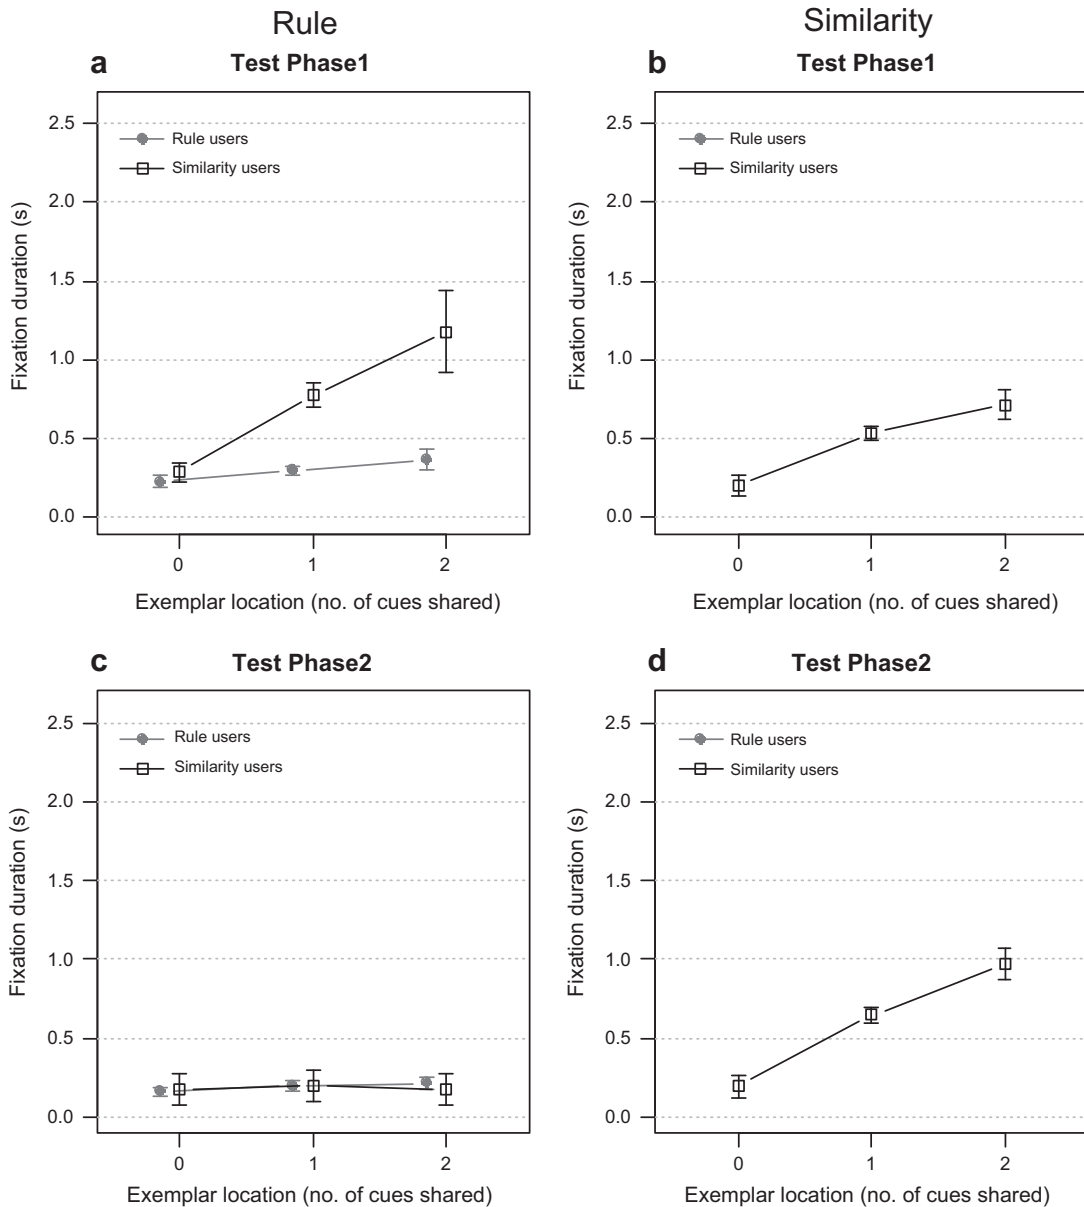 Rule
Similarity
a Test Phase1
b Test Phase1
Fixation duration (s)
2.5
2.0
1.5
1.0
0.5
0.0
Rule users
Similarity users
0 1 2
Exemplar location (no. of cues shared)
Fixation duration (s)
2.5
2.0
1.5
1.0
0.5
0.0
Rule users
Similarity users
0 1 2
Exemplar location (no. of cues shared)
c Test Phase2
d Test Phase2
Fixation duration (s)
2.5
2.0
1.5
1.0
0.5
0.0
Rule users
Similarity users
0 1 2
Exemplar location (no. of cues shared)
Fixation duration (s)
2.5
2.0
1.5
1.0
0.5
0.0
Rule users
Similarity users
0 1 2
Exemplar location (no. of cues shared)